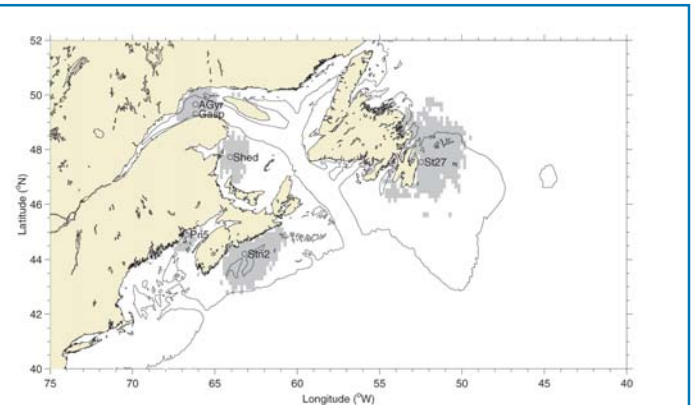 52
50
48
46
44
42
40
Latitude (°N)
AGyr
Gasp
Shed
St27
Pri5
Stn2
75 70 65 60 55 50 45 40
Longitude (°W)